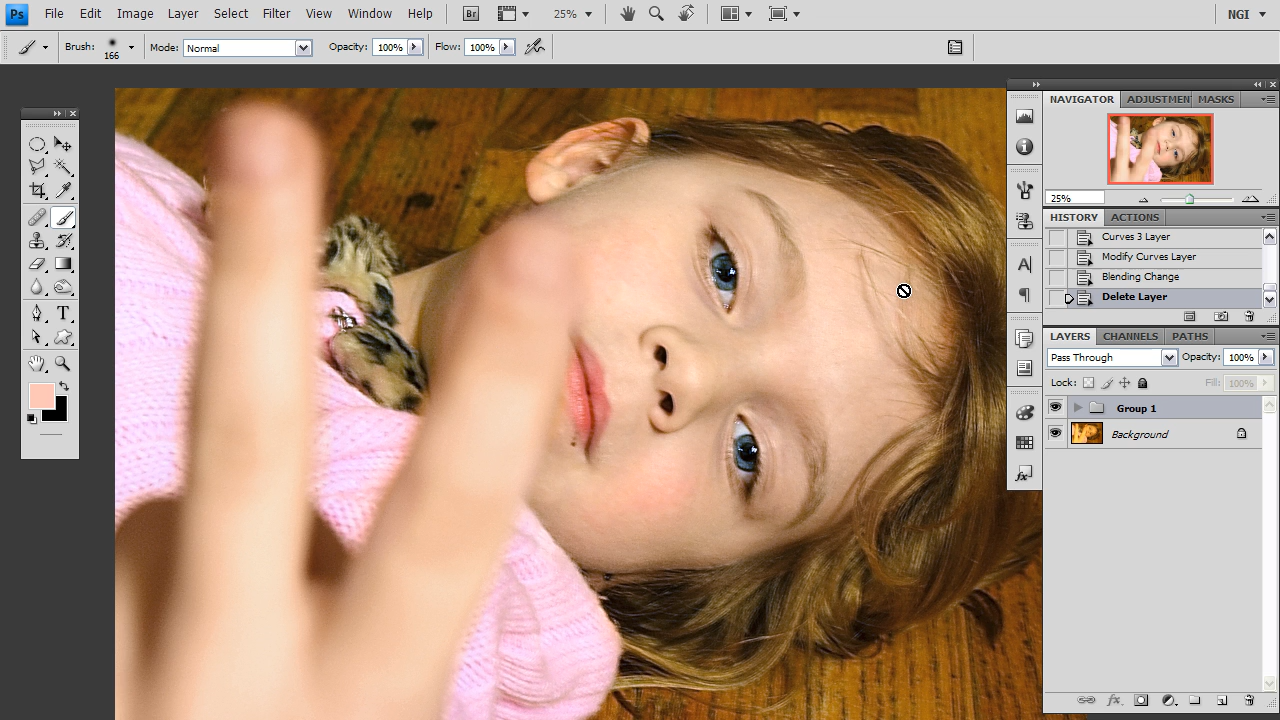 Ps File Edit Image Layer Select Filter View Window Help Br 25% NGI
Brush: 166 Mode: Normal Opacity: 100% Flow: 100%
NAVIGATOR ADJUSTMEN MASKS
25%
HISTORY ACTIONS
Curves 3 Layer
Modify Curves Layer
Blending Change
Delete Layer
LAYERS CHANNELS PATHS
Pass Through Opacity: 100%
Lock: Fill: 100%
Group 1
Background